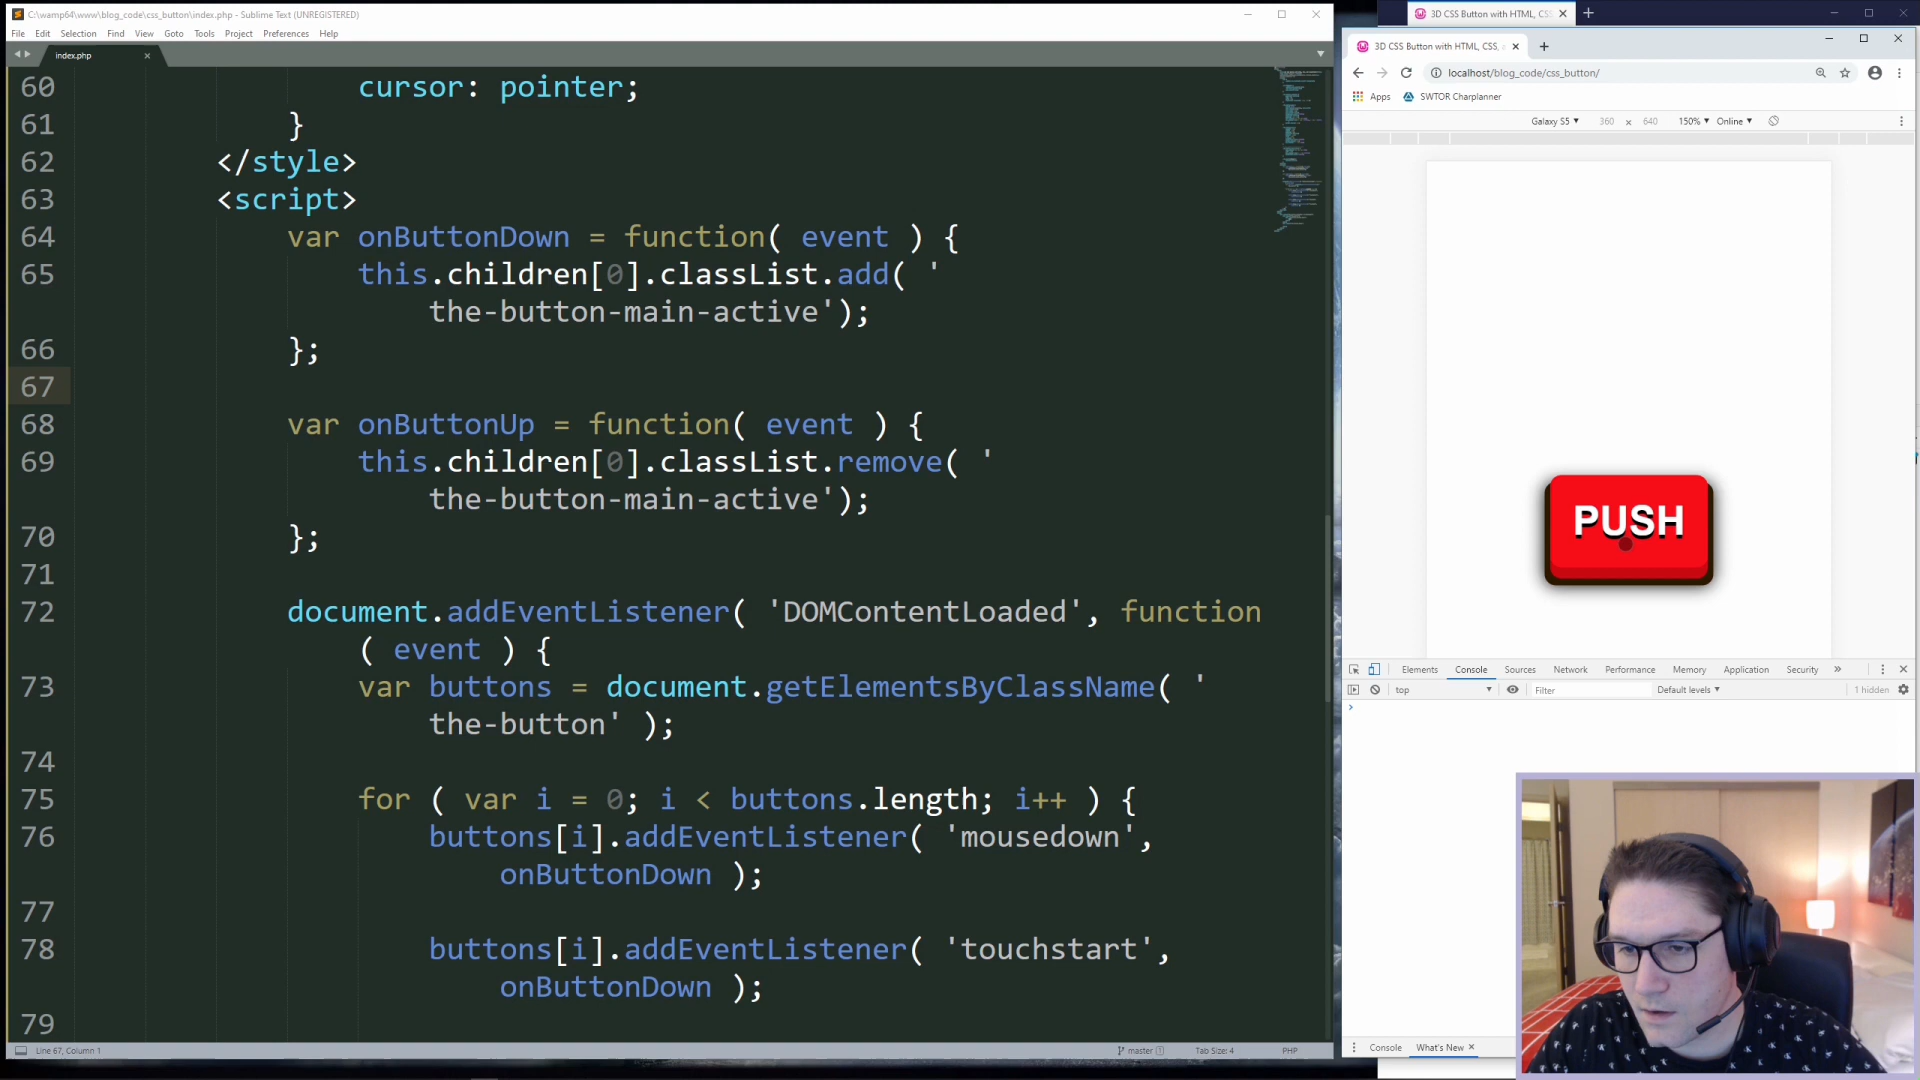 C:\wamp64\www\blog_code\css_button\index.php - Sublime Text (UNREGISTERED)
File Edit Selection Find View Goto Tools Project Preferences Help
index.php
60 cursor: pointer;
61 }
62 </style>
63 <script>
64 var onButtonDown = function( event ) {
65 this.children[0].classList.add( '
the-button-main-active');
66 };
67
68 var onButtonUp = function( event ) {
69 this.children[0].classList.remove( '
the-button-main-active');
70 };
71
72 document.addEventListener( 'DOMContentLoaded', function
( event ) {
73 var buttons = document.getElementsByClassName( '
the-button' );
74
75 for ( var i = 0; i < buttons.length; i++ ) {
76 buttons[i].addEventListener( 'mousedown',
onButtonDown );
77
78 buttons[i].addEventListener( 'touchstart',
onButtonDown );
79
Line 67, Column 1
master 1
Tab Size: 4
PHP
3D CSS Button with HTML, CSS
3D CSS Button with HTML, CSS,
localhost/blog_code/css_button/
Apps SWTOR Charplanner
Galaxy S5 360 × 640 150% Online
PUSH
Elements Console Sources Network Performance Memory Application Security
top Filter Default levels 1 hidden
Console What's New